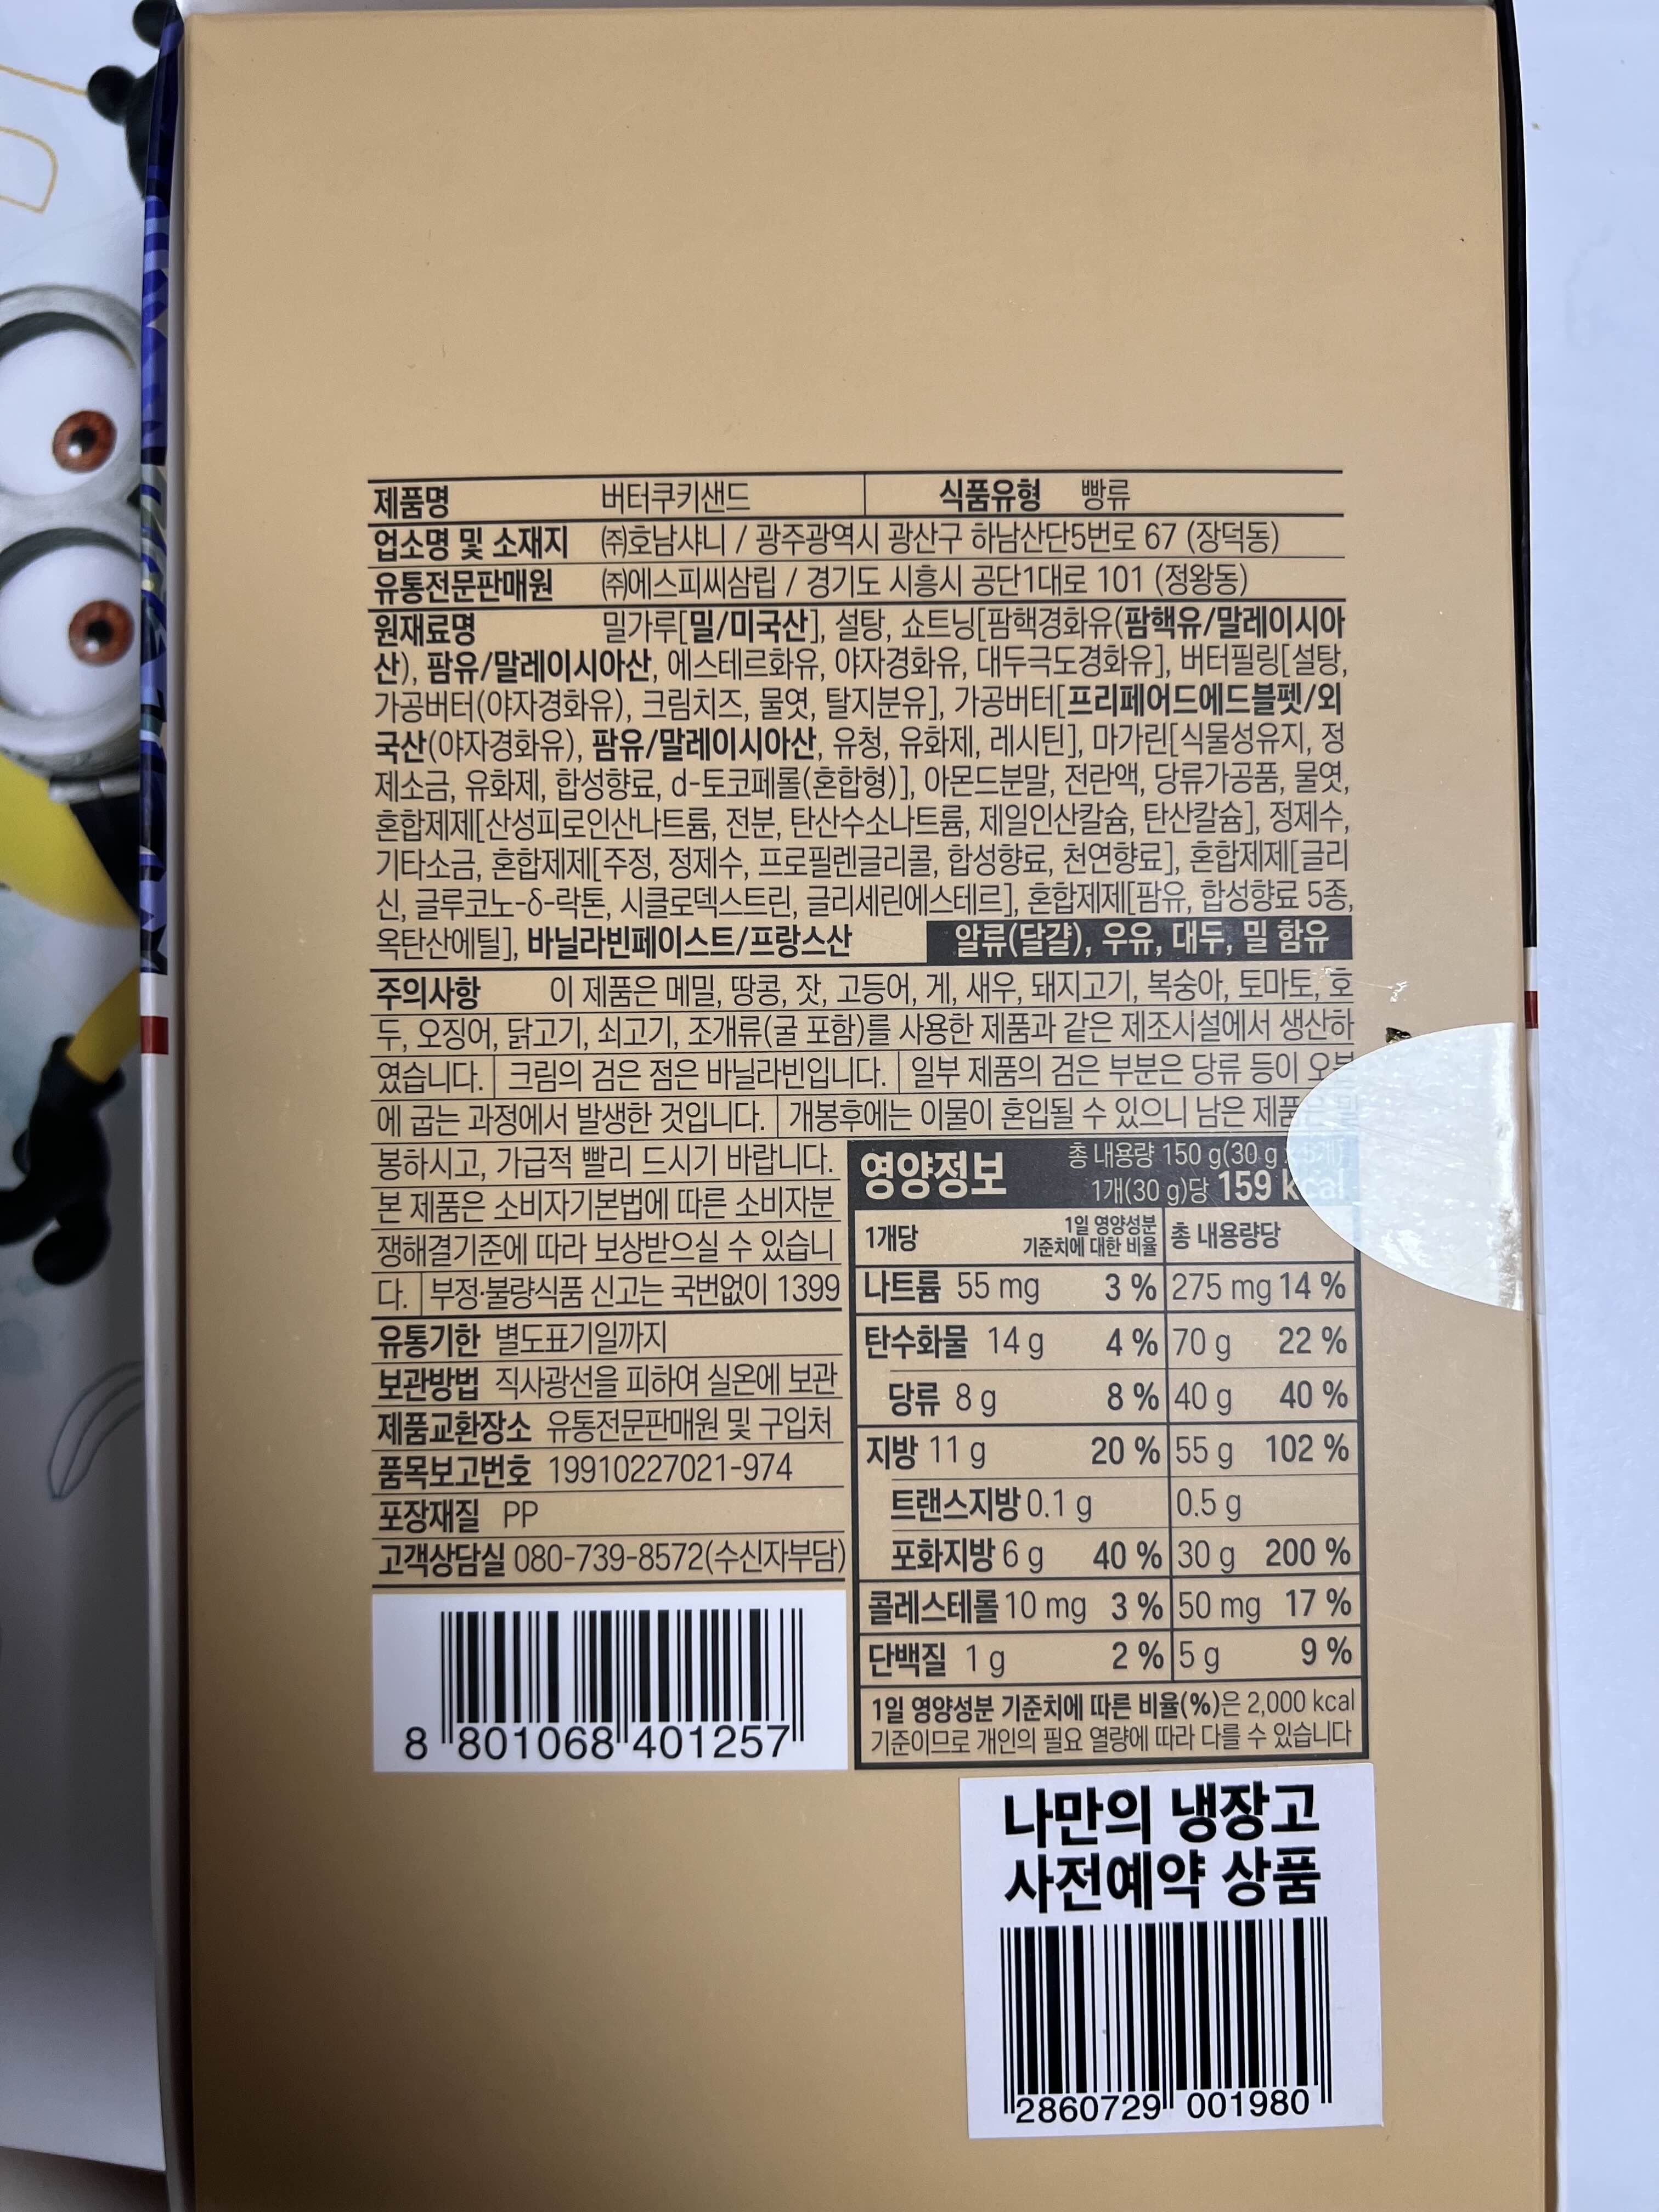 제품명 버터쿠키샌드 식품유형 빵류
업소명 및 소재지 ㈜호남샤니 / 광주광역시 광산구 하남산단5번로 67 (장덕동)
유통전문판매원 ㈜에스피씨삼립 / 경기도 시흥시 공단1대로 101 (정왕동)
원재료명 밀가루[밀/미국산], 설탕, 쇼트닝[팜핵경화유(팜핵유/말레이시아
산), 팜유/말레이시아산, 에스테르화유, 야자경화유, 대두극도경화유], 버터필링[설탕,
가공버터(야자경화유), 크림치즈, 물엿, 탈지분유], 가공버터[프리페어드에드블펫/외
국산(야자경화유), 팜유/말레이시아산, 유청, 유화제, 레시틴], 마가린[식물성유지, 정
제소금, 유화제, 합성향료, d-토코페롤(혼합형)], 아몬드분말, 전란액, 당류가공품, 물엿,
혼합제제[산성피로인산나트륨, 전분, 탄산수소나트륨, 제일인산칼슘, 탄산칼슘], 정제수,
기타소금, 혼합제제[주정, 정제수, 프로필렌글리콜, 합성향료, 천연향료], 혼합제제[글리
신, 글루코노-δ-락톤, 시클로덱스트린, 글리세린에스테르], 혼합제제[팜유, 합성향료 5종,
옥탄산에틸], 바닐라빈페이스트/프랑스산 알류(달걀), 우유, 대두, 밀 함유
주의사항 이 제품은 메밀, 땅콩, 잣, 고등어, 게, 새우, 돼지고기, 복숭아, 토마토, 호
두, 오징어, 닭고기, 쇠고기, 조개류(굴 포함)를 사용한 제품과 같은 제조시설에서 생산하
였습니다. 크림의 검은 점은 바닐라빈입니다. 일부 제품의 검은 부분은 당류 등이 오븐
에 굽는 과정에서 발생한 것입니다. 개봉후에는 이물이 혼입될 수 있으니 남은 제품은 밀
봉하시고, 가급적 빨리 드시기 바랍니다.
본 제품은 소비자기본법에 따른 소비자분
쟁해결기준에 따라 보상받으실 수 있습니
다. 부정·불량식품 신고는 국번없이 1399
유통기한 별도표기일까지
보관방법 직사광선을 피하여 실온에 보관
제품교환장소 유통전문판매원 및 구입처
품목보고번호 19910227021-974
포장재질 PP
고객상담실 080-739-8572(수신자부담)
8 801068 401257
영양정보 총 내용량 150 g(30 g x 5개)
1개(30 g)당 159 kcal
1개당 1일 영양성분 기준치에 대한 비율 총 내용량당
나트륨 55 mg 3 % 275 mg 14 %
탄수화물 14 g 4 % 70 g 22 %
당류 8 g 8 % 40 g 40 %
지방 11 g 20 % 55 g 102 %
트랜스지방 0.1 g 0.5 g
포화지방 6 g 40 % 30 g 200 %
콜레스테롤 10 mg 3 % 50 mg 17 %
단백질 1 g 2 % 5 g 9 %
1일 영양성분 기준치에 따른 비율(%)은 2,000 kcal
기준이므로 개인의 필요 열량에 따라 다를 수 있습니다
나만의 냉장고
사전예약 상품
2860729 001980